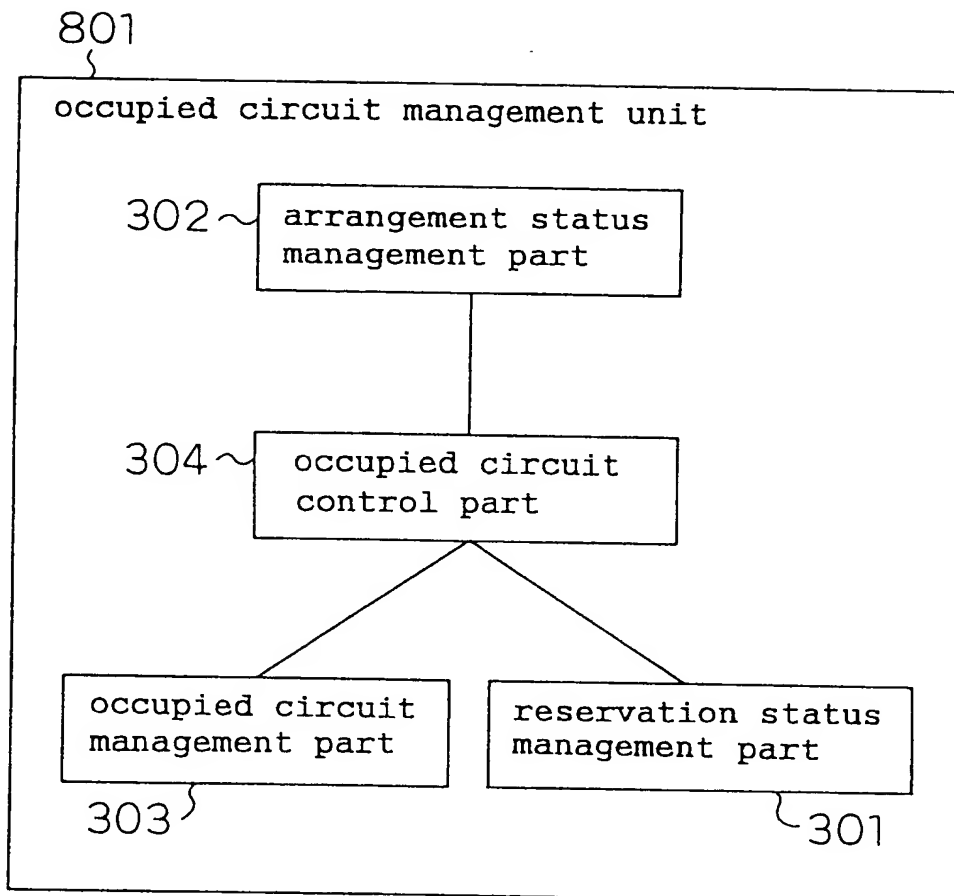 801
occupied circuit management unit
302
arrangement status
management part
304
occupied circuit
control part
occupied circuit
management part
303
reservation status
management part
301